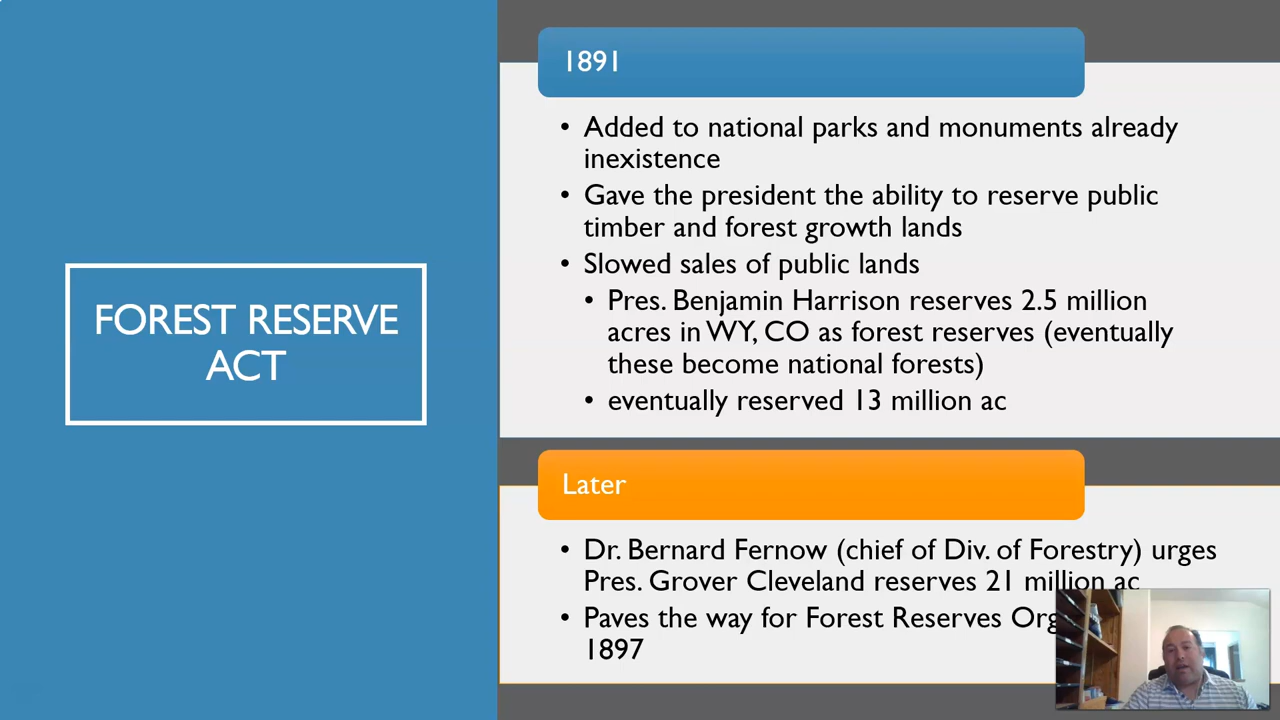 FOREST RESERVE
ACT
1891
• Added to national parks and monuments already
inexistence
• Gave the president the ability to reserve public
timber and forest growth lands
• Slowed sales of public lands
• Pres. Benjamin Harrison reserves 2.5 million
acres in WY, CO as forest reserves (eventually
these become national forests)
• eventually reserved 13 million ac
Later
• Dr. Bernard Fernow (chief of Div. of Forestry) urges
Pres. Grover Cleveland reserves 21 million ac
• Paves the way for Forest Reserves
1897